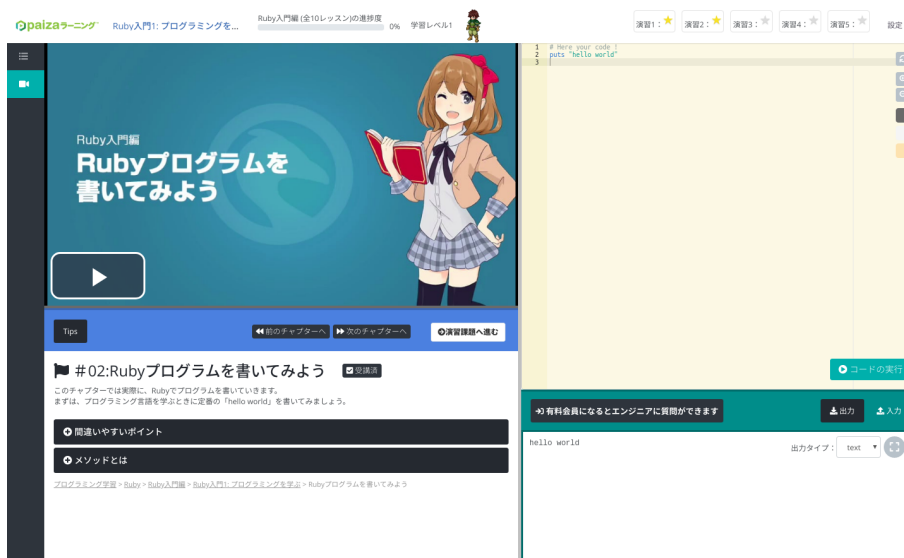 paizaラーニング
Ruby入門1: プログラミングを学...
Ruby入門編 (全10レッスン)の進捗度
0%
学習レベル1
演習1：
演習2：
演習3：
演習4：
演習5：
設定
Ruby入門編
Rubyプログラムを
書いてみよう
Tips
前のチャプターへ
次のチャプターへ
演習課題へ進む
#02:Rubyプログラムを書いてみよう
受講済
このチャプターでは実際に、Rubyでプログラムを書いていきます。
まずは、プログラミング言語を学ぶときに定番の「hello world」を書いてみましょう。
間違いやすいポイント
メソッドとは
プログラミング学習 > Ruby > Ruby入門編 > Ruby入門1: プログラミングを学ぶ > Rubyプログラムを書いてみよう
1 # Here your code !
2 puts "hello world"
3
コードの実行
有料会員になるとエンジニアに質問ができます
出力
入力
hello world
出力タイプ：
text